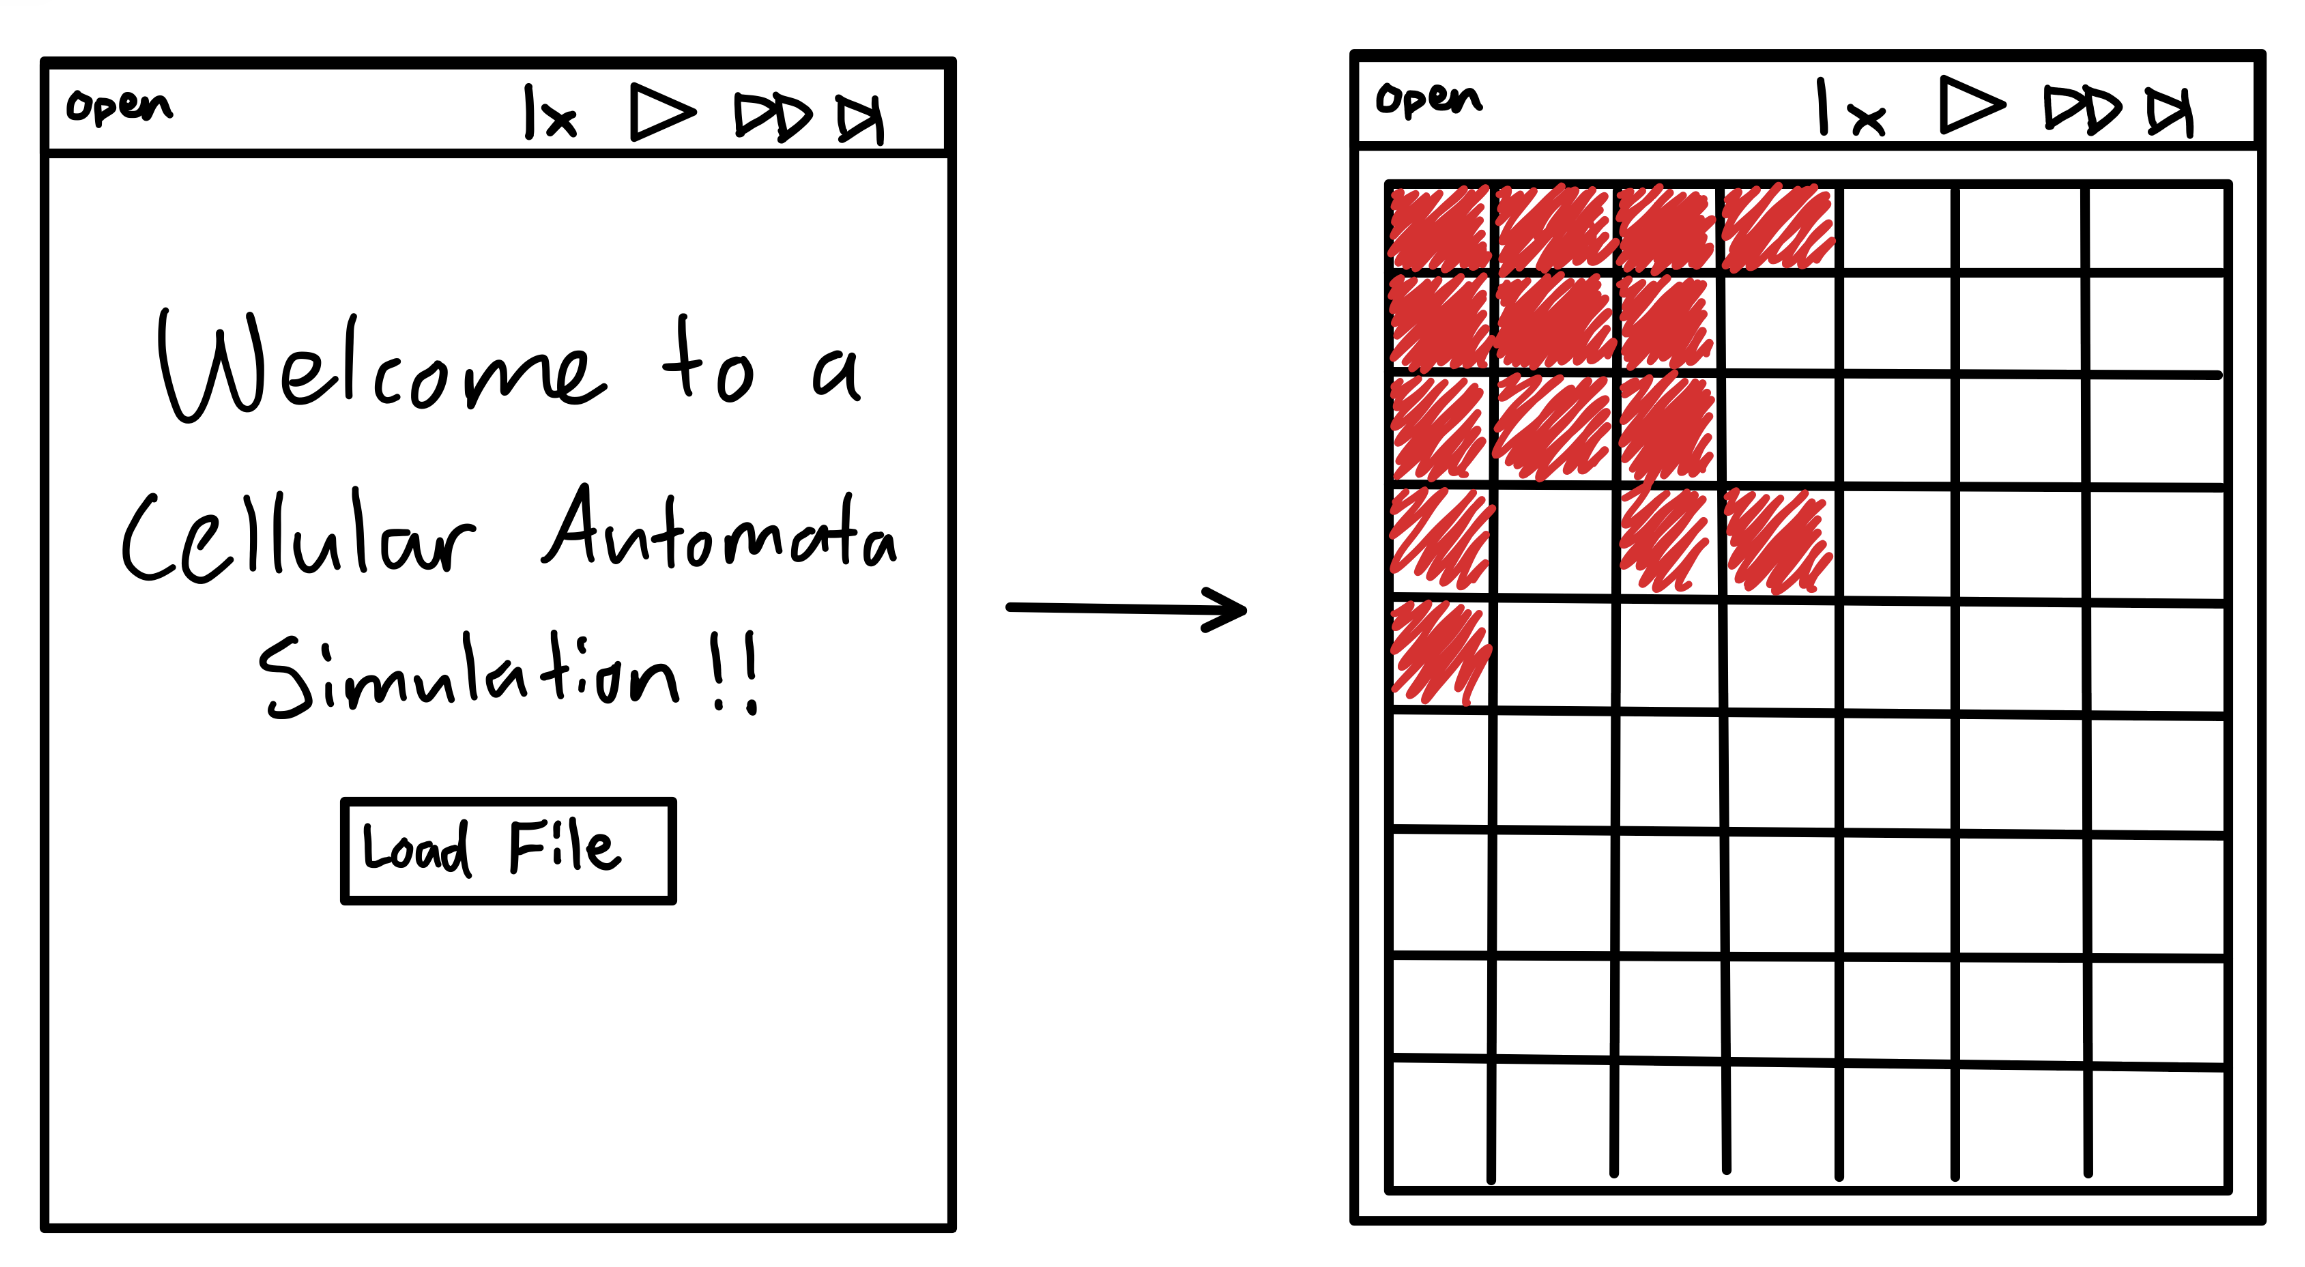 open 1x
Welcome to a
Cellular Automata
Simulation!!
Load File
open 1x